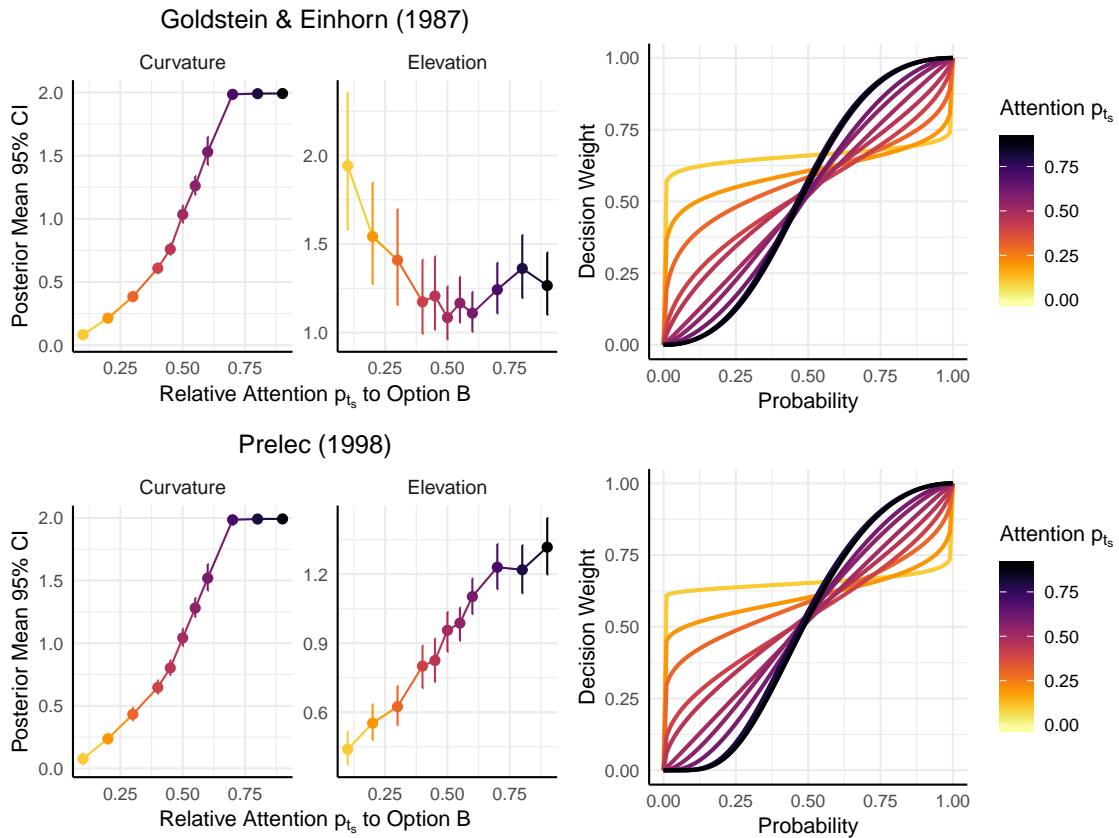 Goldstein & Einhorn (1987)
Curvature
Elevation
Posterior Mean 95% CI
2.0
1.5
1.0
0.5
0.0
2.0
1.5
1.0
0.25 0.50 0.75
0.25 0.50 0.75
Relative Attention pts to Option B
Decision Weight
1.00
0.75
0.50
0.25
0.00
0.00 0.25 0.50 0.75 1.00
Probability
Attention pts
0.75
0.50
0.25
0.00
Prelec (1998)
Curvature
Elevation
Posterior Mean 95% CI
2.0
1.5
1.0
0.5
0.0
1.2
0.9
0.6
0.25 0.50 0.75
0.25 0.50 0.75
Relative Attention pts to Option B
Decision Weight
1.00
0.75
0.50
0.25
0.00
0.00 0.25 0.50 0.75 1.00
Probability
Attention pts
0.75
0.50
0.25
0.00